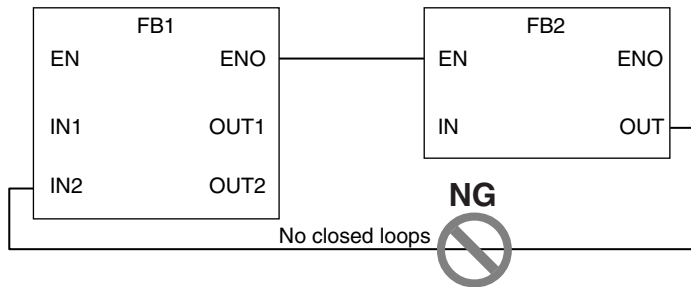 FB1
EN ENO
IN1 OUT1
IN2 OUT2
FB2
EN ENO
IN OUT
NG
No closed loops